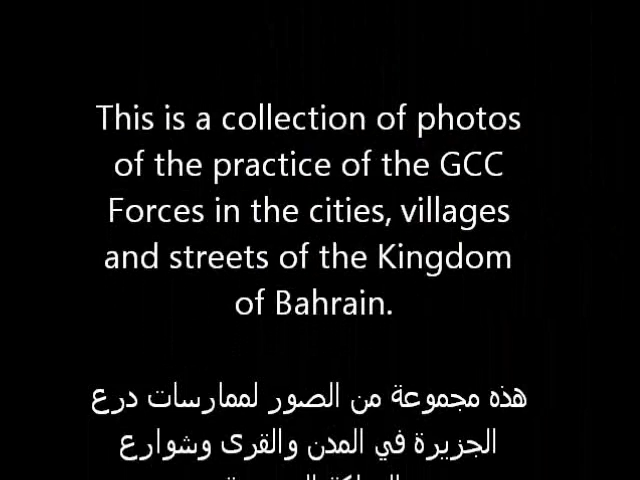 This is a collection of photos
of the practice of the GCC
Forces in the cities, villages
and streets of the Kingdom
of Bahrain.
هذه مجموعة من الصور لممارسات درع
الجزيرة في المدن والقرى وشوارع